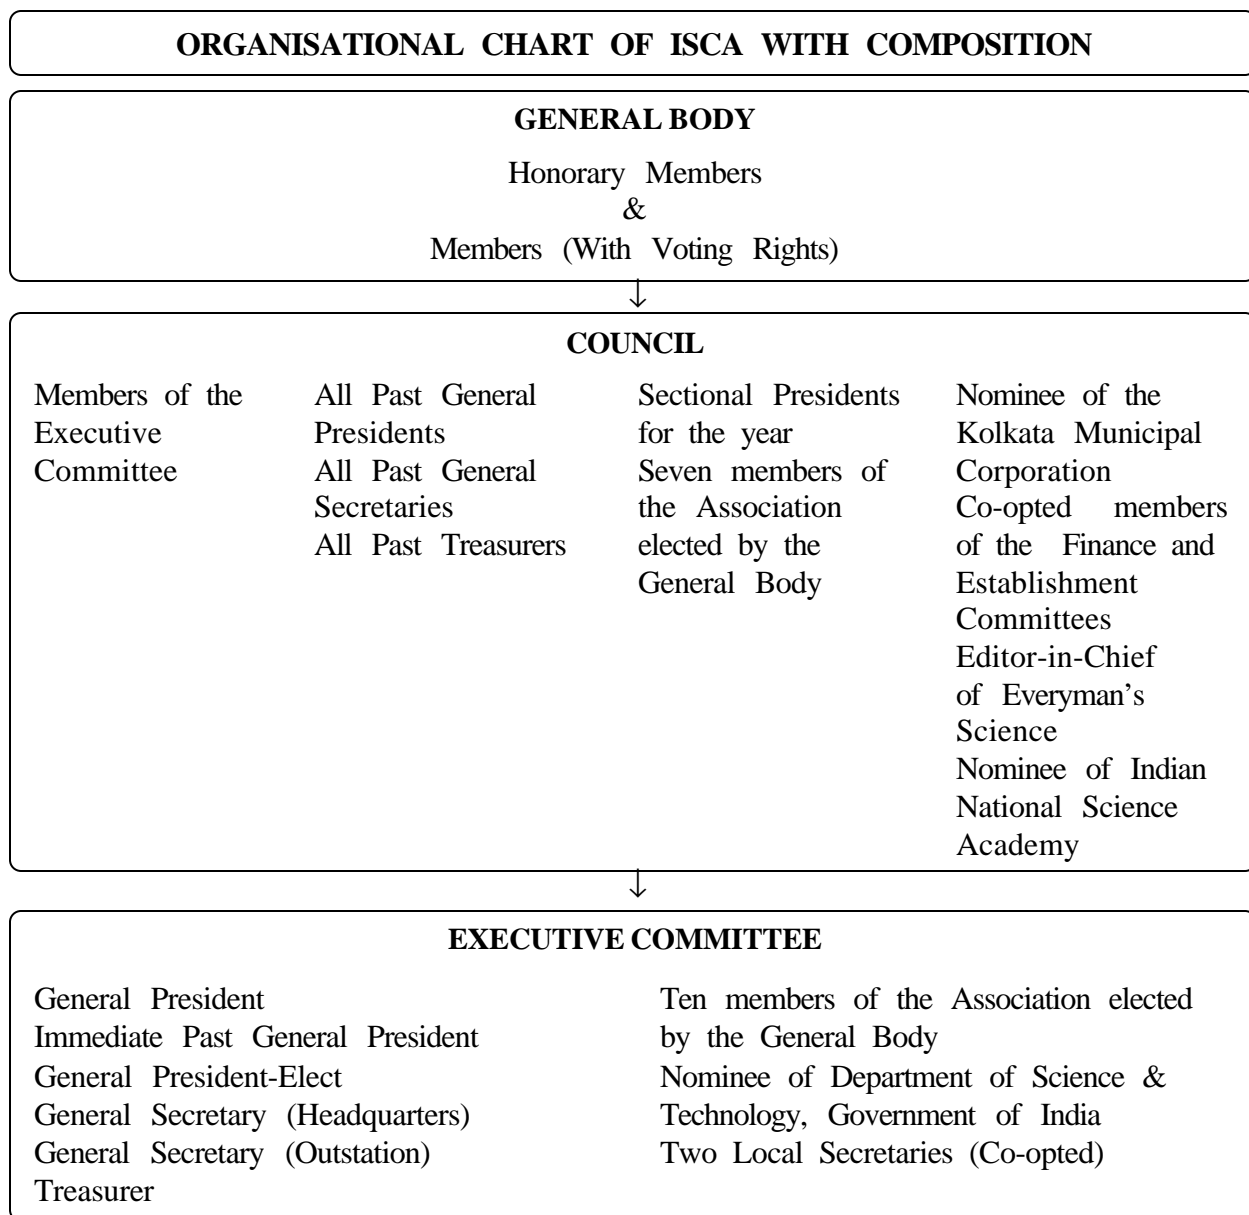 ORGANISATIONAL CHART OF ISCA WITH COMPOSITION
GENERAL BODY
Honorary Members
&
Members (With Voting Rights)
↓
COUNCIL
Members of the
Executive
Committee
All Past General
Presidents
All Past General
Secretaries
All Past Treasurers
Sectional Presidents
for the year
Seven members of
the Association
elected by the
General Body
Nominee of the
Kolkata Municipal
Corporation
Co-opted members
of the Finance and
Establishment
Committees
Editor-in-Chief
of Everyman’s
Science
Nominee of Indian
National Science
Academy
↓
EXECUTIVE COMMITTEE
General President
Immediate Past General President
General President-Elect
General Secretary (Headquarters)
General Secretary (Outstation)
Treasurer
Ten members of the Association elected
by the General Body
Nominee of Department of Science &
Technology, Government of India
Two Local Secretaries (Co-opted)